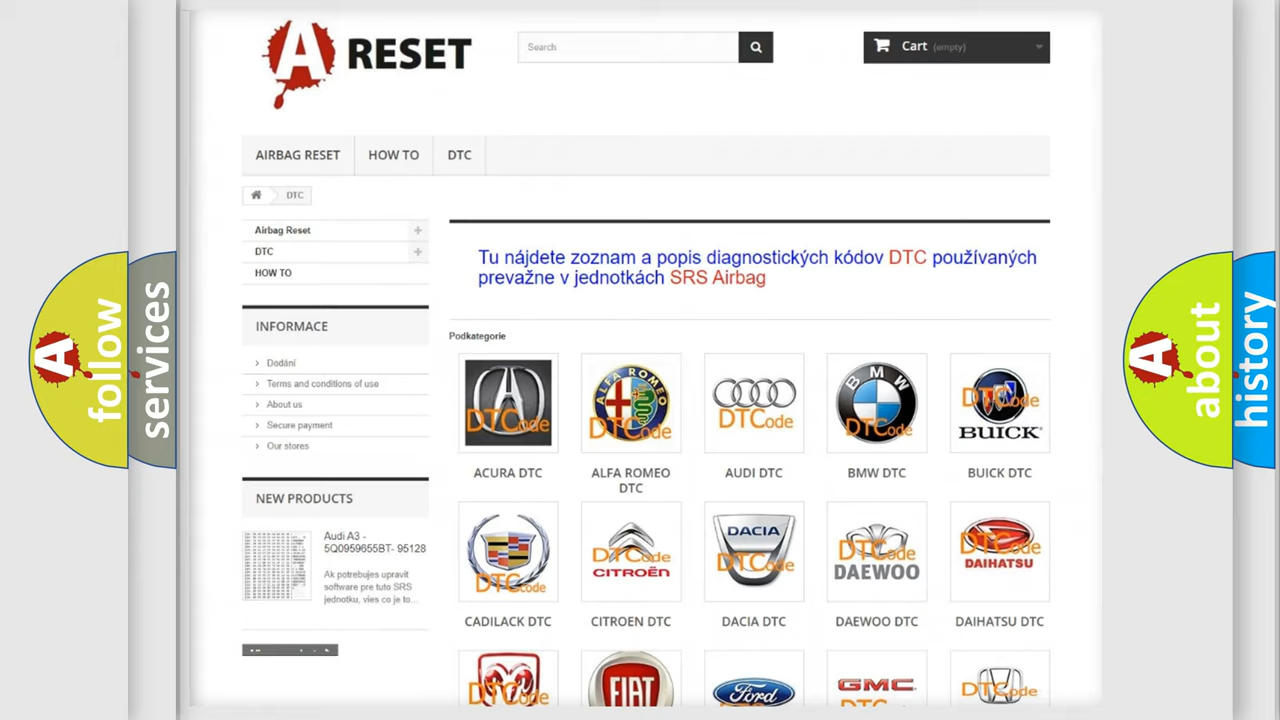 A RESET
Search
Cart (empty)
AIRBAG RESET
HOW TO
DTC
DTC
Airbag Reset
DTC
HOW TO
Tu nájdete zoznam a popis diagnostických kódov DTC používaných
prevažne v jednotkách SRS Airbag
INFORMACE
Dodání
Terms and conditions of use
About us
Secure payment
Our stores
Podkategorie
DTCode
ALFA ROMEO
DTCode
DTCode
BMW
DTCode
DTCode
BUICK
ACURA DTC
ALFA ROMEO
DTC
AUDI DTC
BMW DTC
BUICK DTC
NEW PRODUCTS
Audi A3 -
5Q0959655BT- 95128
Ak potrebujes upravit
software pre tuto SRS
jednotku, vies co je to...
DTCode
DTCode
CITROËN
DACIA
DTCode
DTCode
DAEWOO
DTCode
DAIHATSU
CADILACK DTC
CITROEN DTC
DACIA DTC
DAEWOO DTC
DAIHATSU DTC
DTCode
FIAT
Ford
GMC
DTCode
A follow
services
A about
history